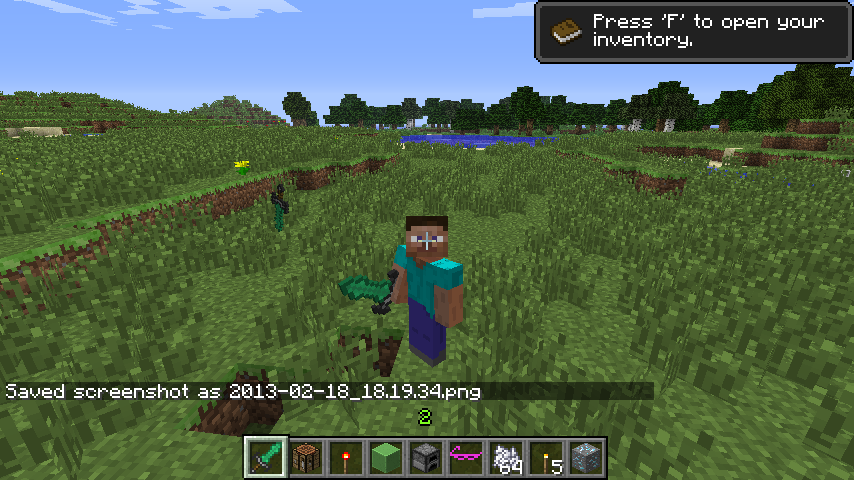 Press 'F' to open your
inventory.
Saved screenshot as 2013-02-18_18.19.34.png
2
64
5